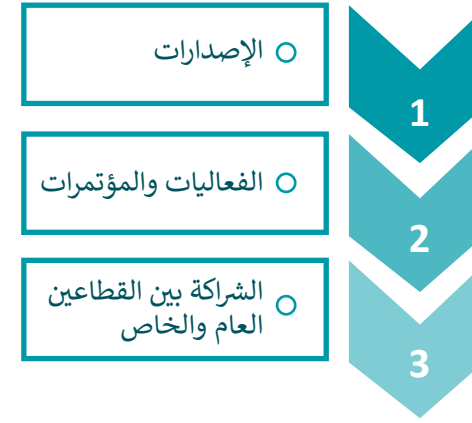 الإصدارات
1
الفعاليات والمؤتمرات
2
الشراكة بين القطاعين
العام والخاص
3